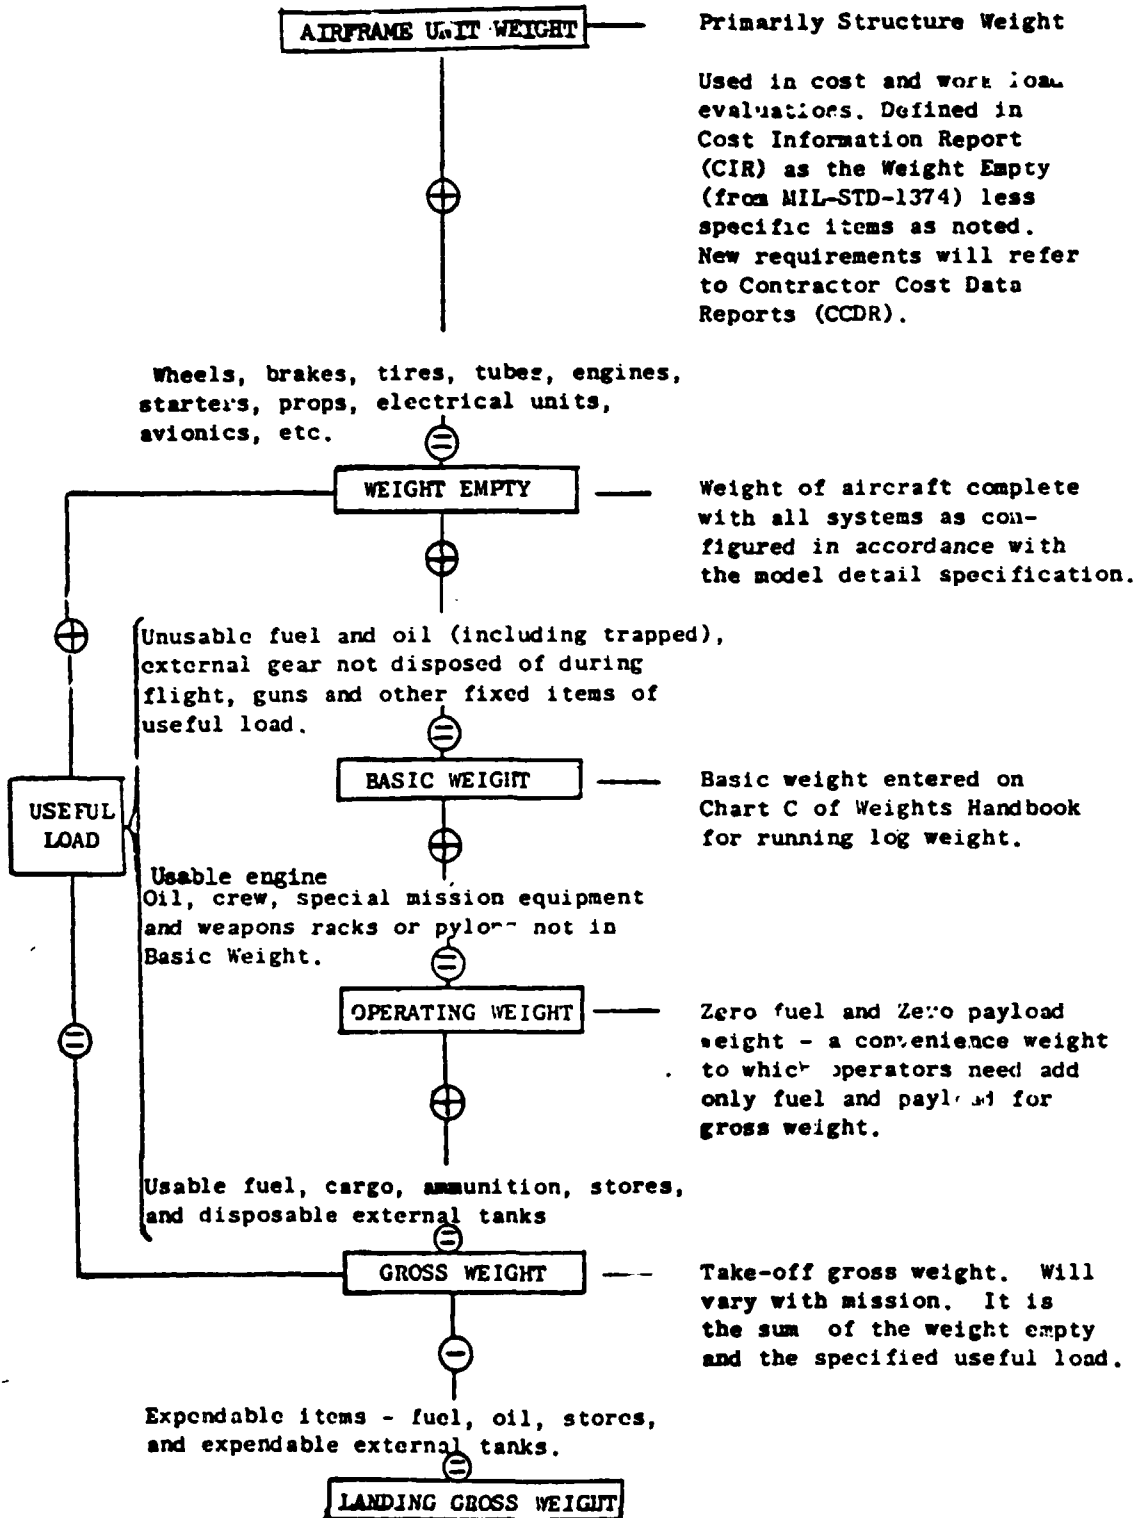 AIRFRAME UNIT WEIGHT
Primarily Structure Weight
Used in cost and work load
evaluations. Defined in
Cost Information Report
(CIR) as the Weight Empty
(from MIL-STD-1374) less
specific items as noted.
New requirements will refer
to Contractor Cost Data
Reports (CCDR).
+
Wheels, brakes, tires, tubes, engines,
starters, props, electrical units,
avionics, etc.
=
WEIGHT EMPTY
Weight of aircraft complete
with all systems as con-
figured in accordance with
the model detail specification.
+
+
Unusable fuel and oil (including trapped),
external gear not disposed of during
flight, guns and other fixed items of
useful load.
=
BASIC WEIGHT
Basic weight entered on
Chart C of Weights Handbook
for running log weight.
USEFUL
LOAD
+
Usable engine
Oil, crew, special mission equipment
and weapons racks or pylons not in
Basic Weight.
=
OPERATING WEIGHT
Zero fuel and Zero payload
weight - a convenience weight
to which operators need add
only fuel and payload for
gross weight.
=
+
Usable fuel, cargo, ammunition, stores,
and disposable external tanks
=
GROSS WEIGHT
Take-off gross weight. Will
vary with mission. It is
the sum of the weight empty
and the specified useful load.
-
Expendable items - fuel, oil, stores,
and expendable external tanks.
=
LANDING GROSS WEIGHT